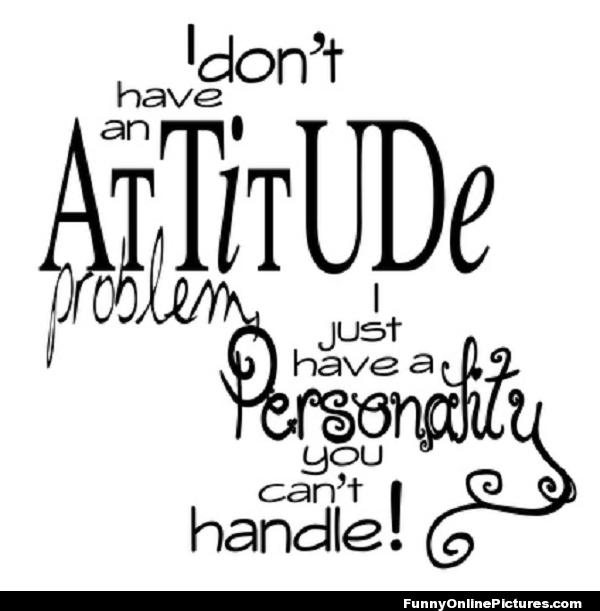 I don't
have
an
ATTiTUDe
problem,
I
just
have a
Personality
you
can't
handle!
FunnyOnlinePictures.com